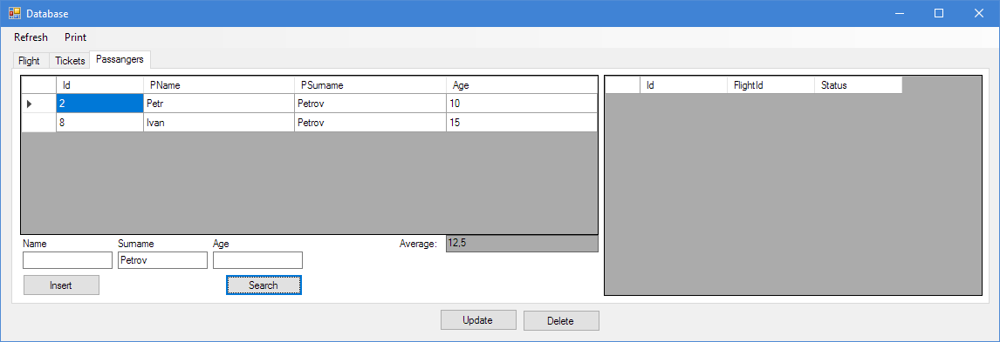 Database
Refresh Print
Flight Tickets Passangers
Id PName PSurname Age
2 Petr Petrov 10
8 Ivan Petrov 15
Id FlightId Status
Name Surname Age Average: 12,5
Petrov
Insert Search
Update Delete